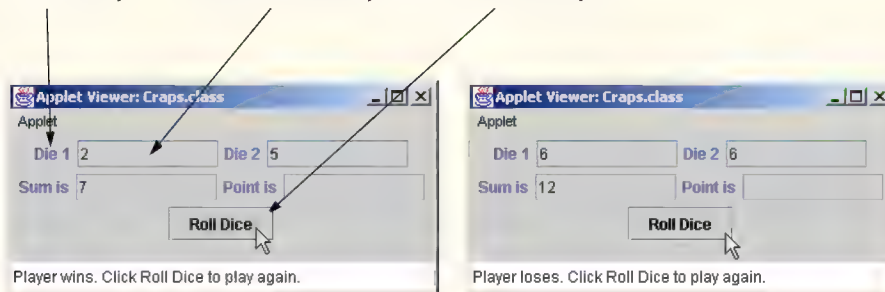 Applet Viewer: Craps.class
Applet
Die 1 2 Die 2 5
Sum is 7 Point is
Roll Dice
Player wins. Click Roll Dice to play again.
Applet Viewer: Craps.class
Applet
Die 1 6 Die 2 6
Sum is 12 Point is
Roll Dice
Player loses. Click Roll Dice to play again.